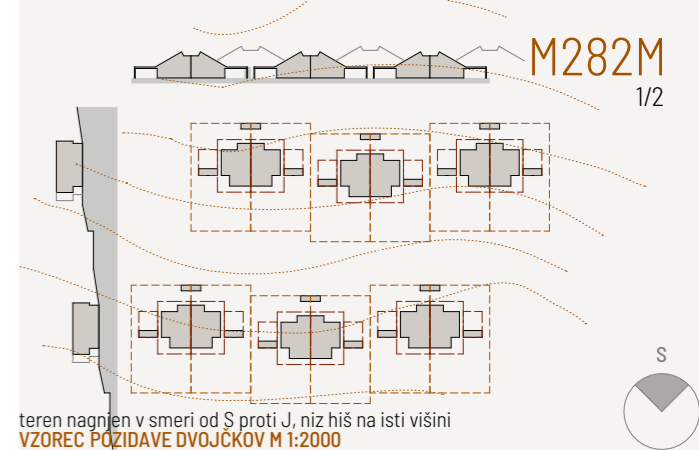 M282M
1/2
S
teren nagnjen v smeri od S proti J, niz hiš na isti višini
VZOREC POZIDAVE DVOJČKOV M 1:2000